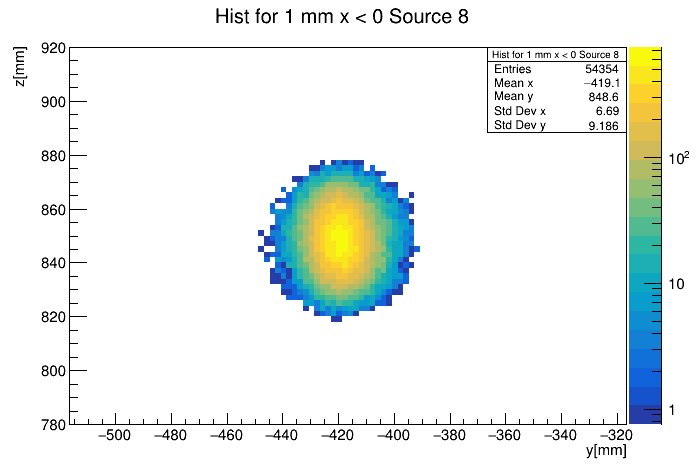 Hist for 1 mm x < 0 Source 8
z[mm]
920
900
880
860
840
820
800
780
Hist for 1 mm x < 0 Source 8
Entries 54354
Mean x −419.1
Mean y 848.6
Std Dev x 6.69
Std Dev y 9.186
10²
10
1
−500 −480 −460 −440 −420 −400 −380 −360 −340 −320
y[mm]